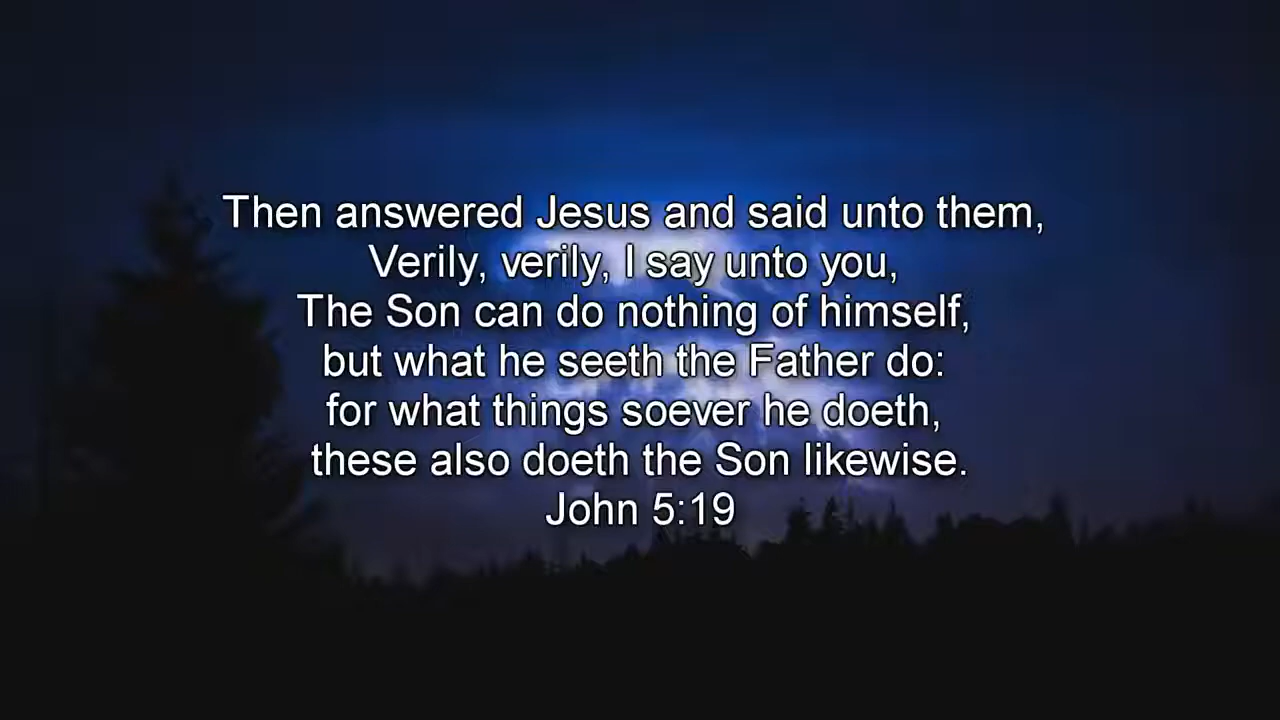 Then answered Jesus and said unto them,
Verily, verily, I say unto you,
The Son can do nothing of himself,
but what he seeth the Father do:
for what things soever he doeth,
these also doeth the Son likewise.
John 5:19